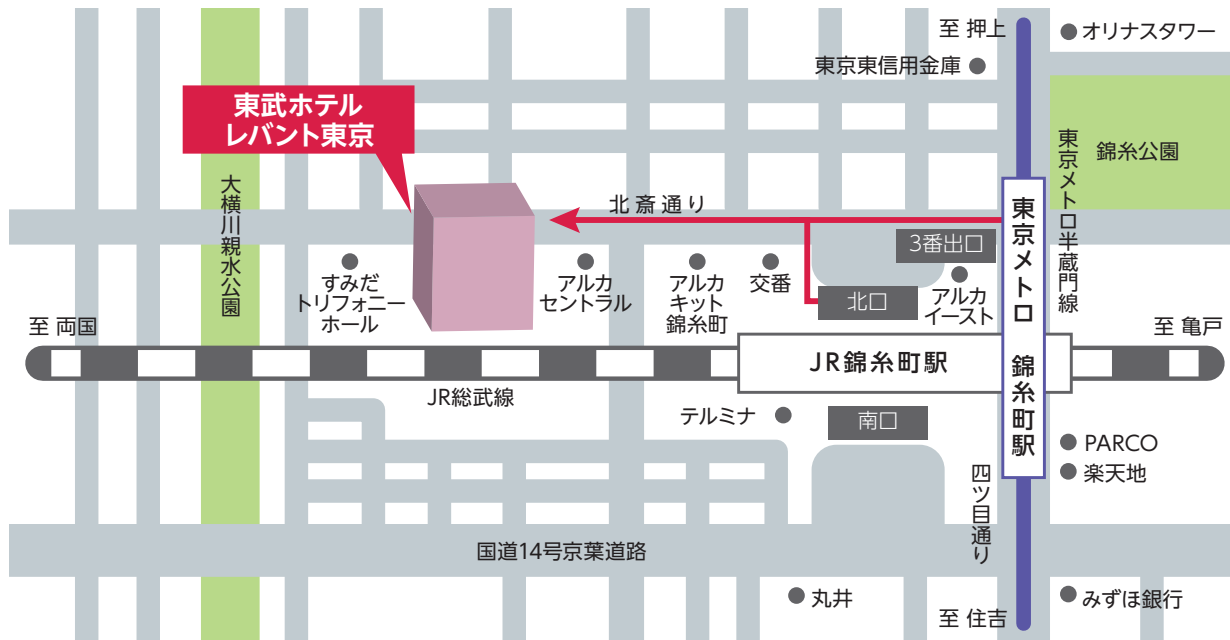 至 押上
オリナスタワー
東京東信用金庫
東武ホテル
レバント東京
錦糸公園
東京メトロ半蔵門線
大横川親水公園
北斎通り
東京メトロ 錦糸町駅
3番出口
すみだ
トリフォニー
ホール
アルカ
セントラル
アルカ
キット
錦糸町
交番
北口
アルカ
イースト
至 両国
至 亀戸
JR錦糸町駅
JR総武線
テルミナ
南口
PARCO
楽天地
四ツ目通り
国道14号京葉道路
丸井
みずほ銀行
至 住吉